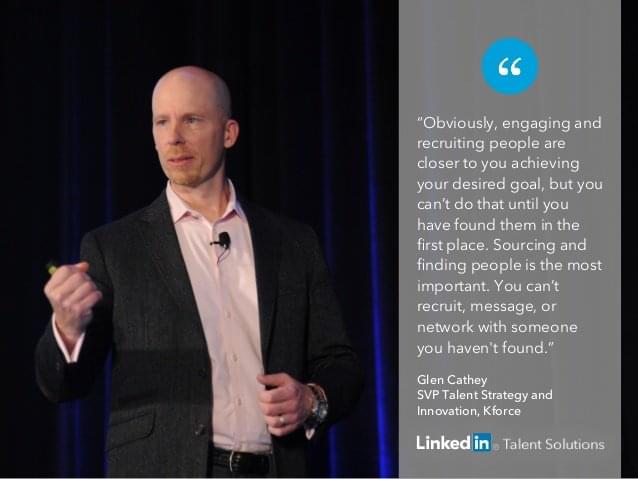 “
“Obviously, engaging and
recruiting people are
closer to you achieving
your desired goal, but you
can’t do that until you
have found them in the
first place. Sourcing and
finding people is the most
important. You can’t
recruit, message, or
network with someone
you haven't found.”
Glen Cathey
SVP Talent Strategy and
Innovation, Kforce
Linked in ® Talent Solutions